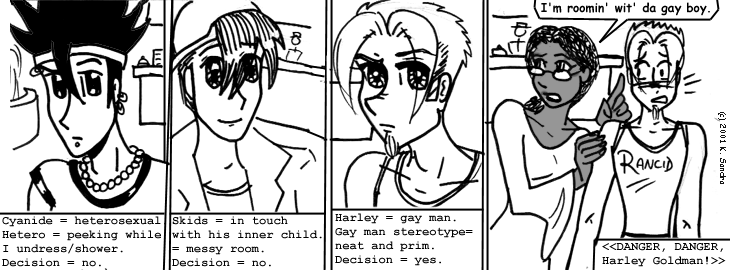 Cyanide = heterosexual
Hetero = peeking while
I undress/shower.
Decision = no.
Skids = in touch
with his inner child.
= messy room.
Decision = no.
Harley = gay man.
Gay man stereotype=
neat and prim.
Decision = yes.
I'm roomin' wit' da gay boy.
RANCID
(c) 2001 K. Sandra
<<DANGER, DANGER,
Harley Goldman!>>